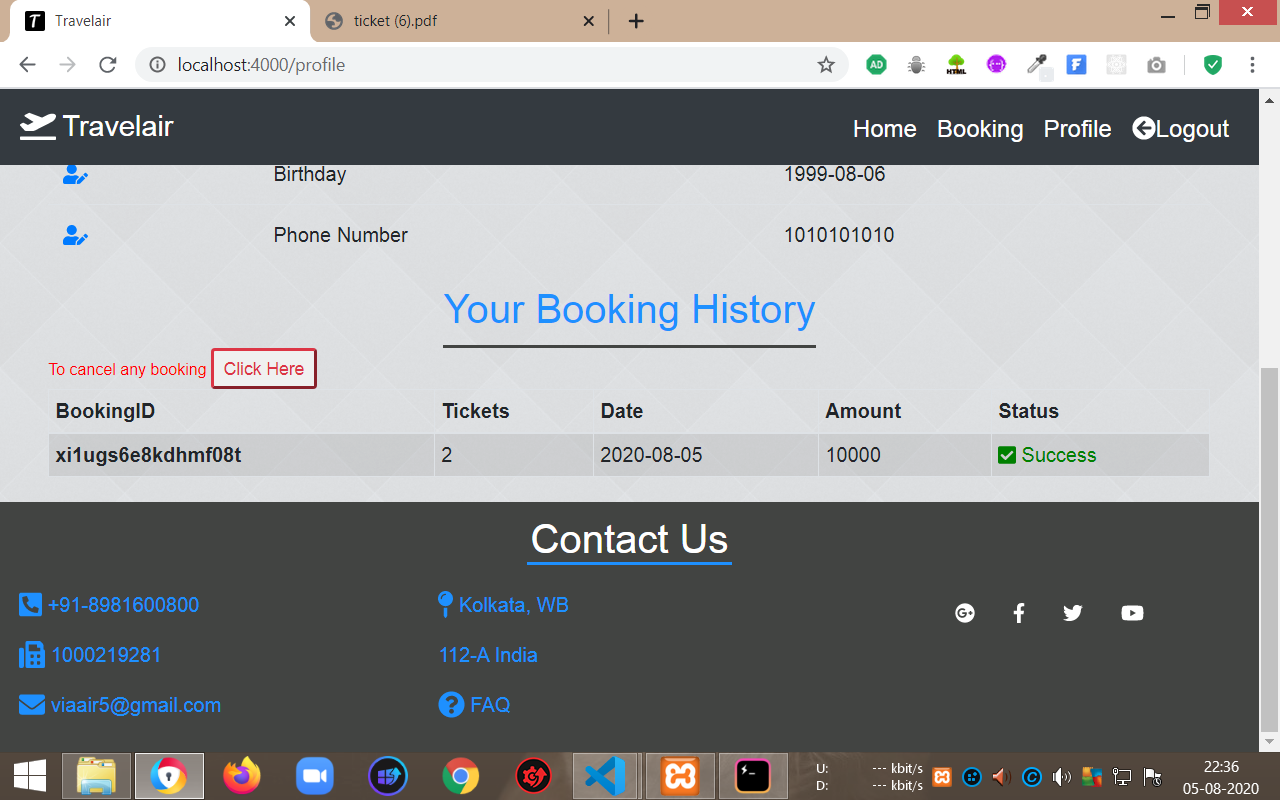 Travelair
ticket (6).pdf
localhost:4000/profile
AD
HTML
F
Travelair
Home Booking Profile Logout
Birthday 1999-08-06
Phone Number 1010101010
Your Booking History
To cancel any booking Click Here
BookingID Tickets Date Amount Status
xi1ugs6e8kdhmf08t 2 2020-08-05 10000 Success
Contact Us
+91-8981600800 Kolkata, WB
1000219281 112-A India
viaair5@gmail.com FAQ
U: --- kbit/s
D: --- kbit/s
22:36
05-08-2020